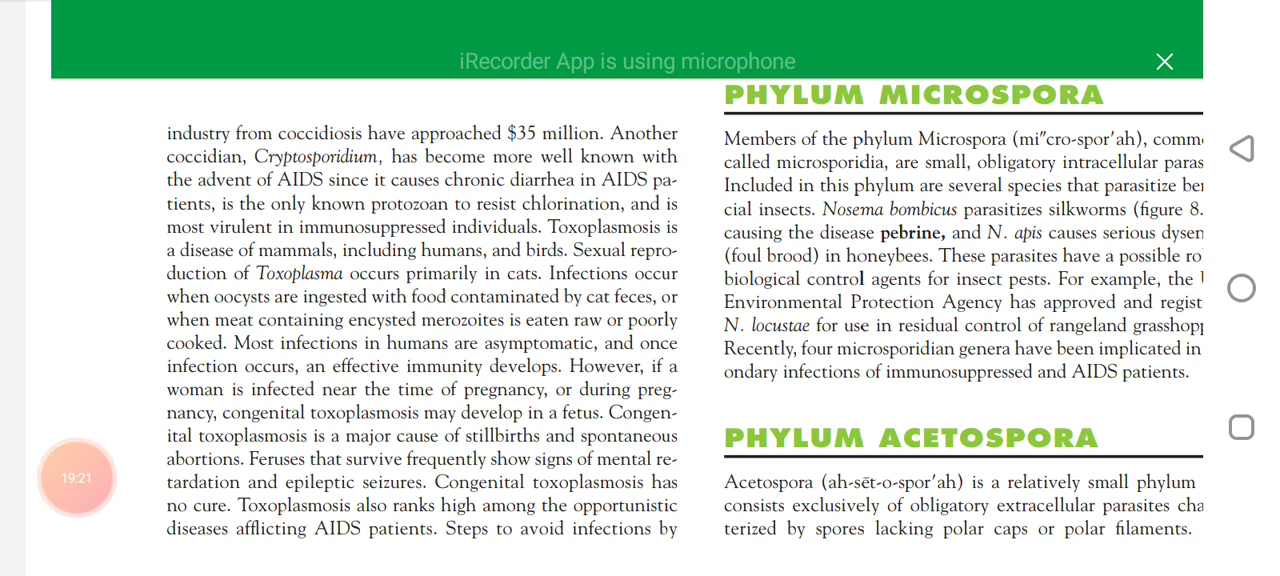 iRecorder App is using microphone
industry from coccidiosis have approached $35 million. Another
coccidian, Cryptosporidium, has become more well known with
the advent of AIDS since it causes chronic diarrhea in AIDS pa-
tients, is the only known protozoan to resist chlorination, and is
most virulent in immunosuppressed individuals. Toxoplasmosis is
a disease of mammals, including humans, and birds. Sexual repro-
duction of Toxoplasma occurs primarily in cats. Infections occur
when oocysts are ingested with food contaminated by cat feces, or
when meat containing encysted merozoites is eaten raw or poorly
cooked. Most infections in humans are asymptomatic, and once
infection occurs, an effective immunity develops. However, if a
woman is infected near the time of pregnancy, or during preg-
nancy, congenital toxoplasmosis may develop in a fetus. Congen-
ital toxoplasmosis is a major cause of stillbirths and spontaneous
abortions. Feruses that survive frequently show signs of mental re-
tardation and epileptic seizures. Congenital toxoplasmosis has
no cure. Toxoplasmosis also ranks high among the opportunistic
diseases afflicting AIDS patients. Steps to avoid infections by
PHYLUM MICROSPORA
Members of the phylum Microspora (mi″cro-spor′ah), comm
called microsporidia, are small, obligatory intracellular paras
Included in this phylum are several species that parasitize be
cial insects. Nosema bombicus parasitizes silkworms (figure 8.
causing the disease pebrine, and N. apis causes serious dysen
(foul brood) in honeybees. These parasites have a possible ro
biological control agents for insect pests. For example, the
Environmental Protection Agency has approved and regist
N. locustae for use in residual control of rangeland grasshop
Recently, four microsporidian genera have been implicated in
ondary infections of immunosuppressed and AIDS patients.
PHYLUM ACETOSPORA
Acetospora (ah-sēt-o-spor′ah) is a relatively small phylum
consists exclusively of obligatory extracellular parasites cha
terized by spores lacking polar caps or polar filaments.
19:21